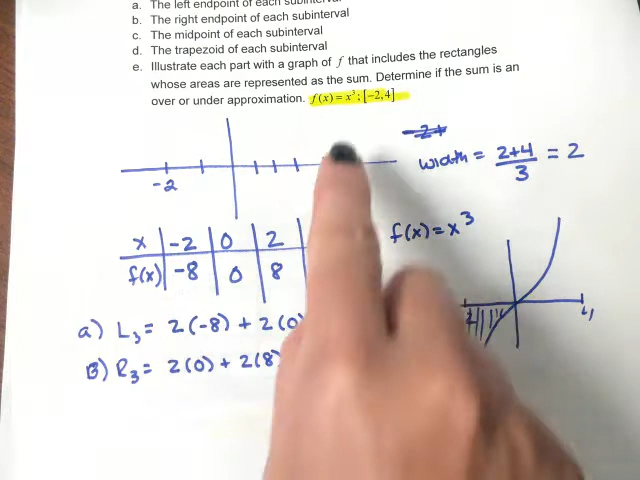 a. The left endpoint of each subinterval
b. The right endpoint of each subinterval
c. The midpoint of each subinterval
d. The trapezoid of each subinterval
e. Illustrate each part with a graph of f that includes the rectangles
whose areas are represented as the sum. Determine if the sum is an
over or under approximation. f(x) = x³; [−2,4]
width = 2+4/3 = 2
-2
f(x) = x³
x -2 0 2
f(x) -8 0 8
a) L₃ = 2(-8) + 2(0)
B) R₃ = 2(0) + 2(8)